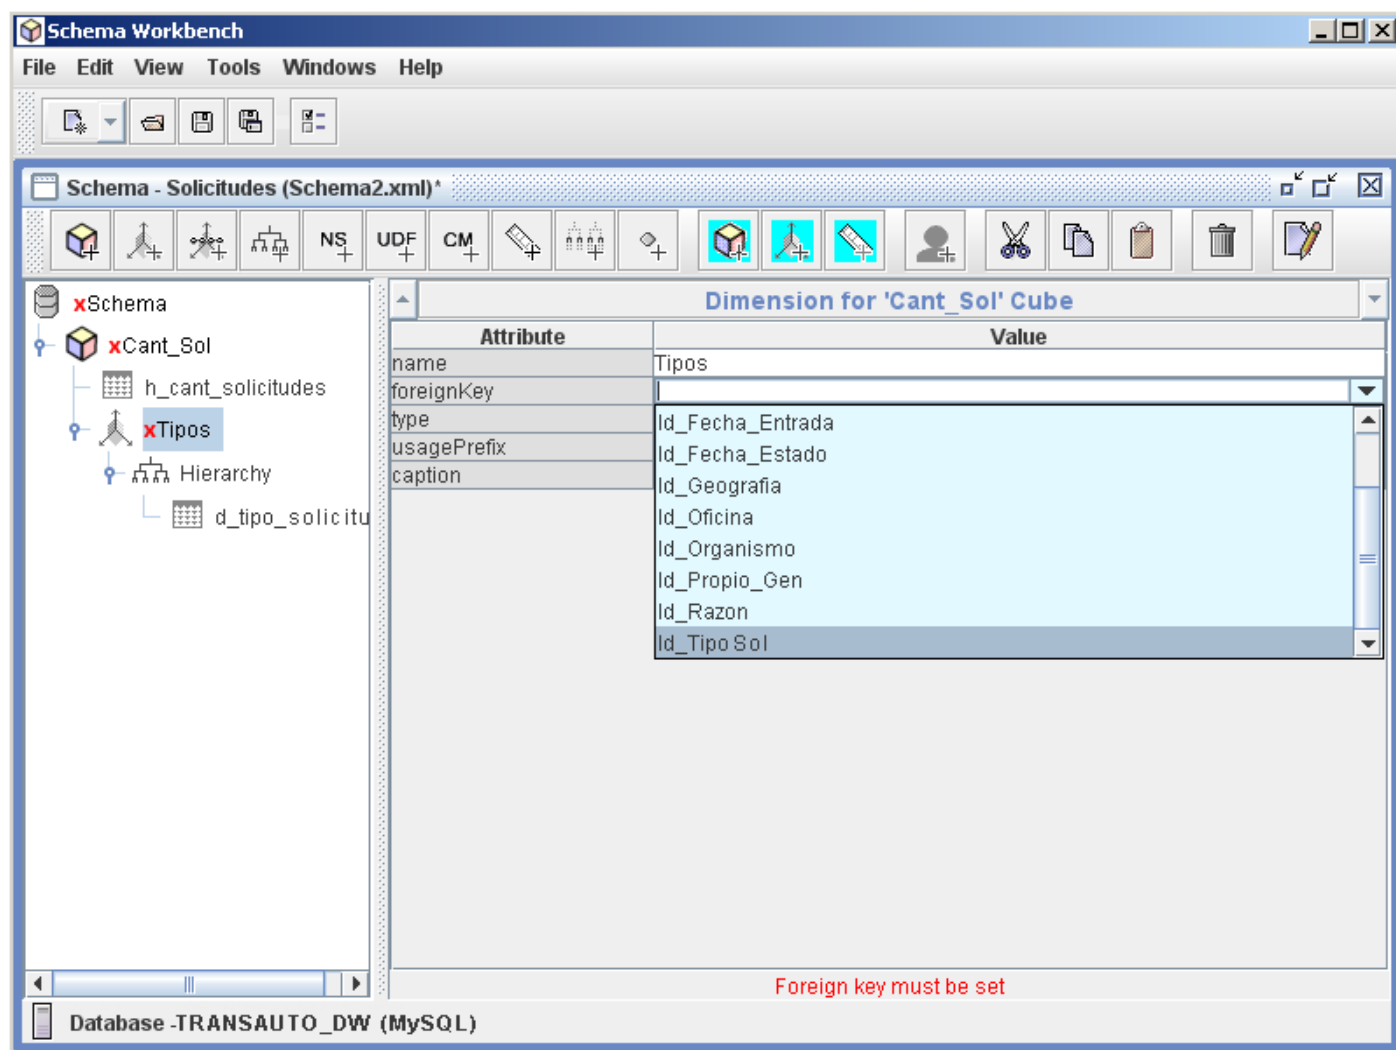 Schema Workbench
File Edit View Tools Windows Help
Schema - Solicitudes (Schema2.xml)*
NS UDF CM
xSchema
xCant_Sol
h_cant_solicitudes
xTipos
Hierarchy
d_tipo_solicitu
Dimension for 'Cant_Sol' Cube
Attribute Value
name Tipos
foreignKey
type
usagePrefix
caption
Id_Fecha_Entrada
Id_Fecha_Estado
Id_Geografia
Id_Oficina
Id_Organismo
Id_Propio_Gen
Id_Razon
Id_TipoSol
Foreign key must be set
Database -TRANSAUTO_DW (MySQL)